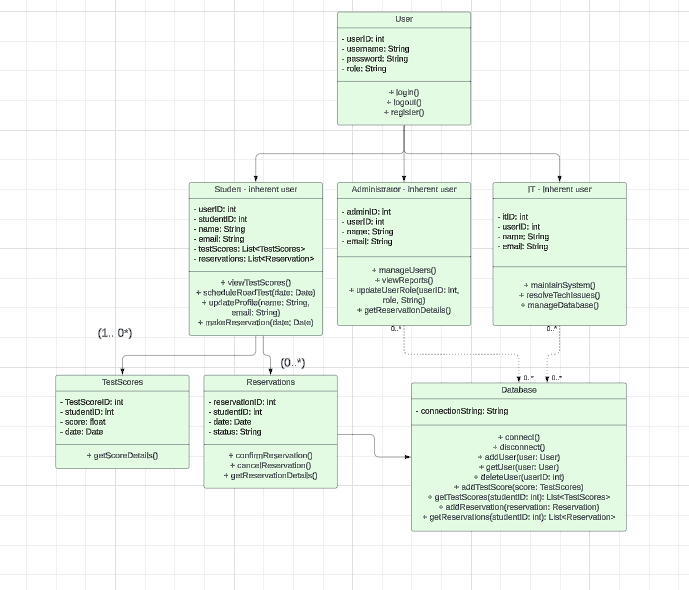 User
- userID: int
- username: String
- password: String
- role: String
+ login()
+ logout()
+ register()
Studen - inherent user
- userID: int
- studentID: int
- name: String
- email: String
- testScores: List<TestScores>
- reservations: List<Reservation>
+ viewTestScores()
+ scheduleRoadTest(date: Date)
+ updateProfile(name: String,
email: String)
+ makeReservation(date: Date)
Administrator - inherent user
- adminID: int
- userID: int
- name: String
- email: String
+ manageUsers()
+ viewReports()
+ updateUserRole(userID: Int,
role, String)
+ getReservationDetails()
IT - Inherent user
- itID: int
- userID: int
- name: String
- email: String
+ maintainSystem()
+ resolveTechIssues()
+ manageDatabase()
(1.. 0*)
(0..*)
0..*
0..*
0..*
0..*
TestScores
- TestScoreID: int
- studentID: int
- score: float
- date: Date
+ getScoreDetails()
Reservations
- reservationID: int
- studentID: int
- date: Date
- status: String
+ confirmReservation()
+ cancelReservation()
+ getReservationDetails()
Database
- connectionString: String
+ connect()
+ disconnect()
+ addUser(user: User)
+ getUser(user: User)
+ deleteUser(userID: int)
+ addTestScore(score: TestScores)
+ getTestScores(studentID: int): List<TestScores>
+ addReservation(reservation: Reservation)
+ getReservations(studentID: int): List<Reservation>